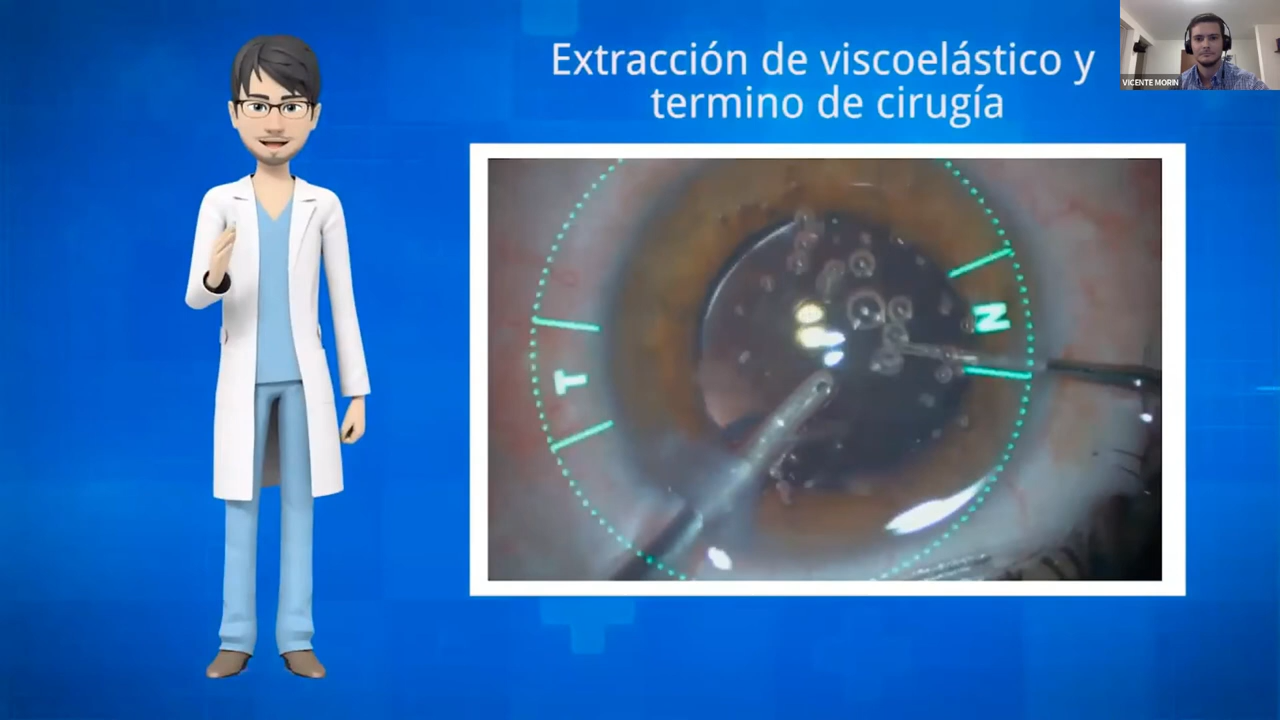 Extracción de viscoelástico y
termino de cirugía
VICENTE MORIN
T
N